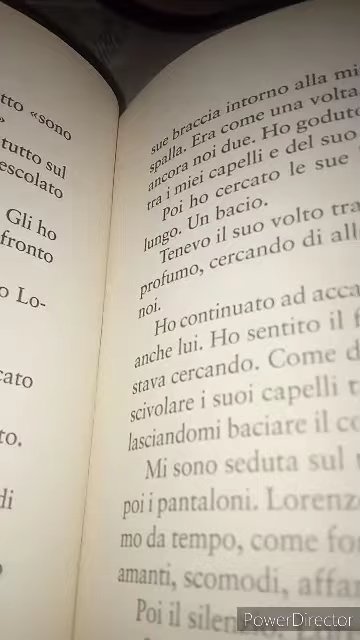 tto «sono
»
tutto sul
escolato
Gli ho
fronto
o Lo-
cato
to.
di
sue braccia intorno alla mi
spalla. Era come una volta
ancora noi due. Ho goduto
tra i miei capelli e del suo
Poi ho cercato le sue
lungo. Un bacio.
Tenevo il suo volto tra
profumo, cercando di all
noi.
Ho continuato ad acca
anche lui. Ho sentito il f
stava cercando. Come d
scivolare i suoi capelli t
lasciandomi baciare il co
Mi sono seduta sul
poi i pantaloni. Lorenz
mo da tempo, come fo
amanti, scomodi, affa
Poi il silenzio.
PowerDirector